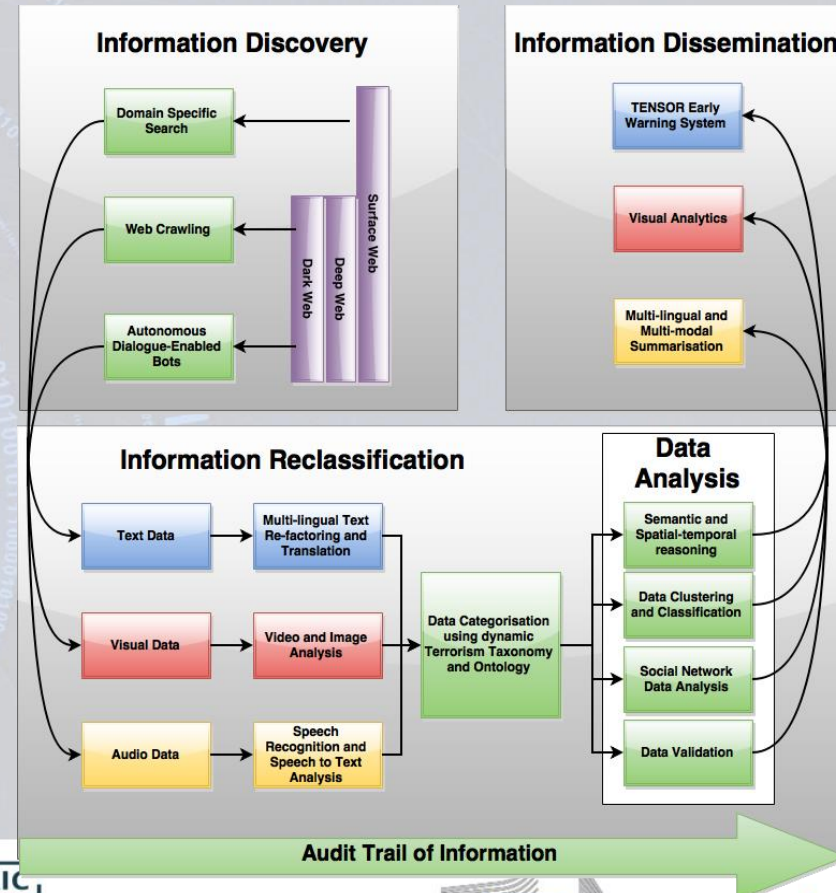 Information Discovery
Domain Specific
Search
Web Crawling
Autonomous
Dialogue-Enabled
Bots
Dark Web
Deep Web
Surface Web
Information Dissemination
TENSOR Early
Warning System
Visual Analytics
Multi-lingual and
Multi-modal
Summarisation
Information Reclassification
Text Data
Multi-lingual Text
Re-factoring and
Translation
Visual Data
Video and Image
Analysis
Audio Data
Speech
Recognition and
Speech to Text
Analysis
Data Categorisation
using dynamic
Terrorism Taxonomy
and Ontology
Data
Analysis
Semantic and
Spatial-temporal
reasoning
Data Clustering
and Classification
Social Network
Data Analysis
Data Validation
Audit Trail of Information